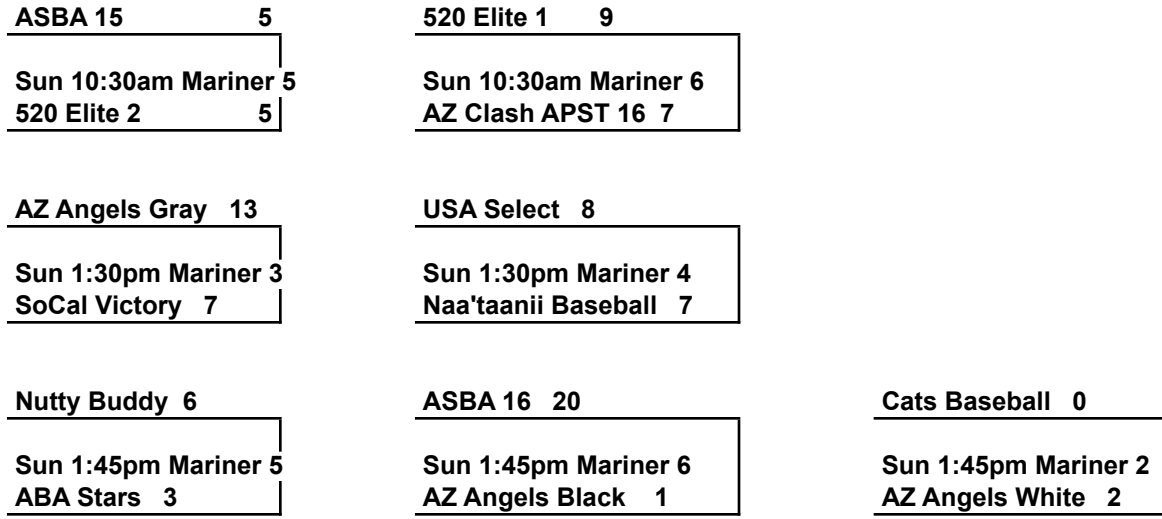 ASBA 15 5
Sun 10:30am Mariner 5
520 Elite 2 5
520 Elite 1 9
Sun 10:30am Mariner 6
AZ Clash APST 16 7
AZ Angels Gray 13
Sun 1:30pm Mariner 3
SoCal Victory 7
USA Select 8
Sun 1:30pm Mariner 4
Naa'taanii Baseball 7
Nutty Buddy 6
Sun 1:45pm Mariner 5
ABA Stars 3
ASBA 16 20
Sun 1:45pm Mariner 6
AZ Angels Black 1
Cats Baseball 0
Sun 1:45pm Mariner 2
AZ Angels White 2